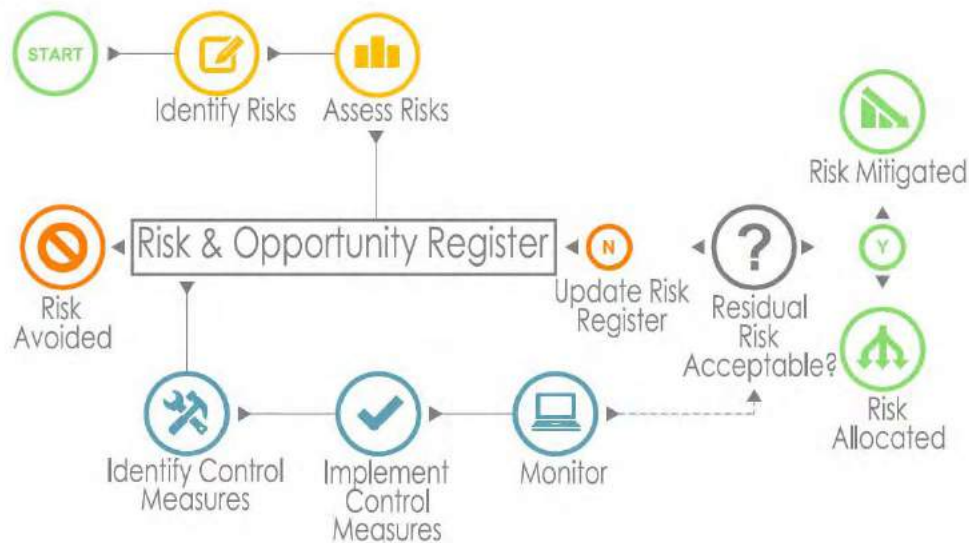 START
Identify Risks
Assess Risks
Risk Mitigated
Risk & Opportunity Register
N
?
Y
Risk
Avoided
Update Risk
Register
Residual
Risk
Acceptable?
Risk
Allocated
Identify Control
Measures
Implement
Control
Measures
Monitor